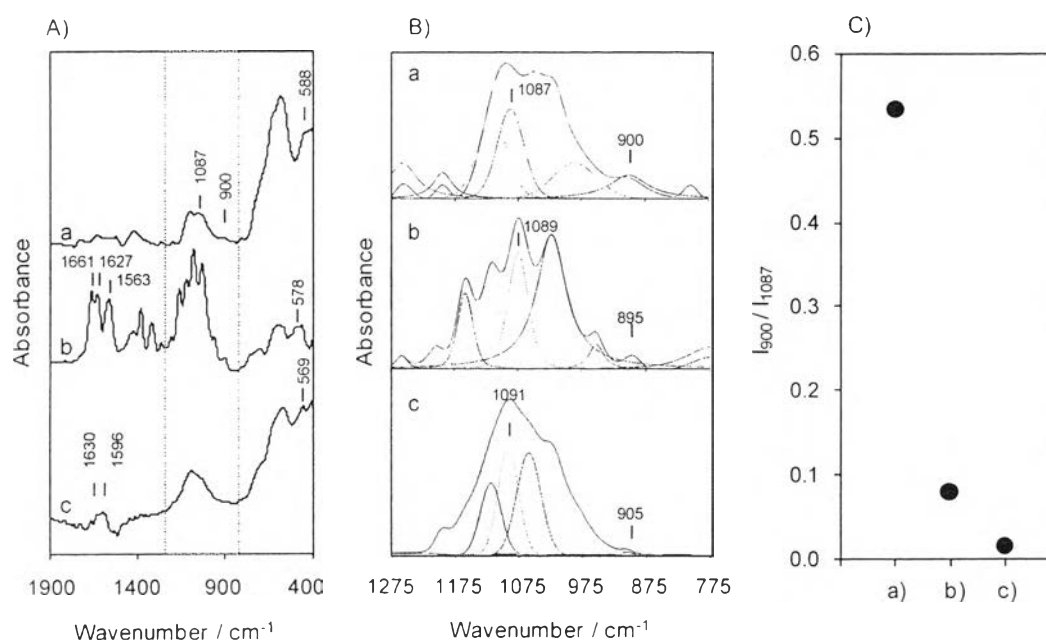 A)
B)
C)
Absorbance
a
1087
900
588
b
1661
1627
1563
578
c
1630
1596
569
1900
1400
900
400
Wavenumber / cm⁻¹
Absorbance
a
1087
900
b
1089
895
c
1091
905
1275
1175
1075
975
875
775
Wavenumber / cm⁻¹
I₉₀₀ / I₁₀₈₇
0.6
0.5
0.4
0.3
0.2
0.1
0.0
a)
b)
c)